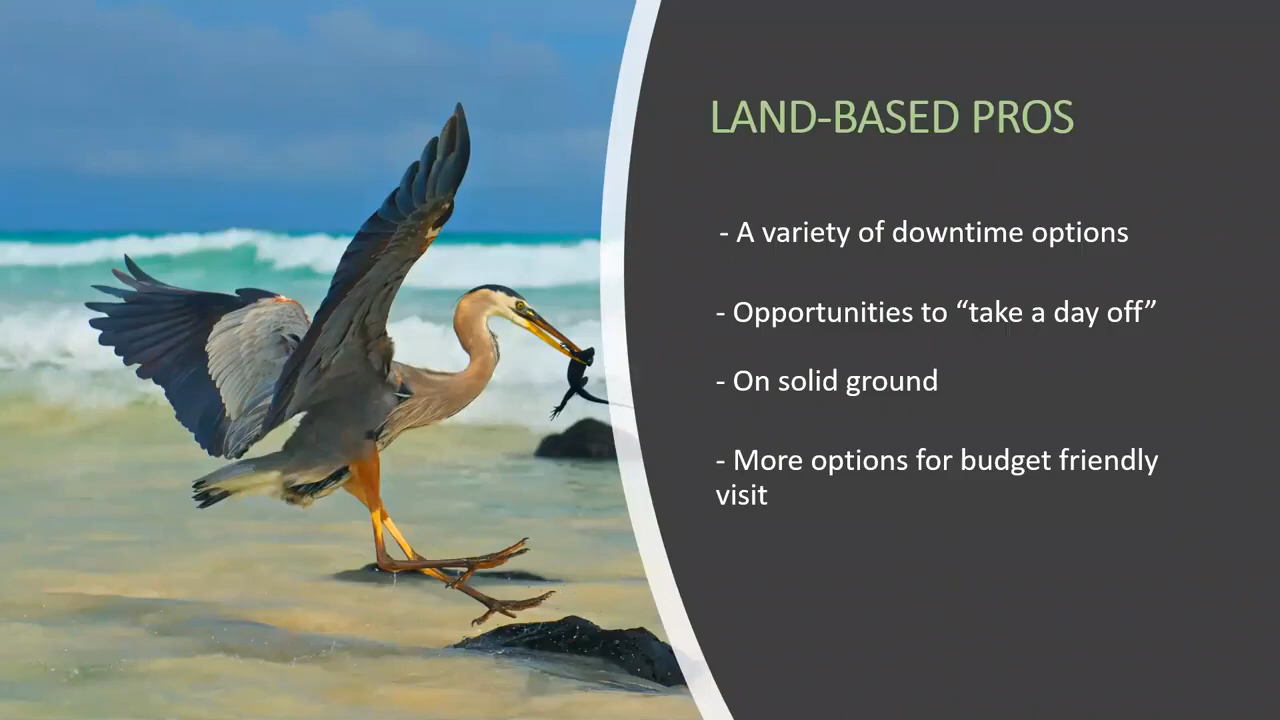 LAND-BASED PROS
- A variety of downtime options
- Opportunities to “take a day off”
- On solid ground
- More options for budget friendly
visit